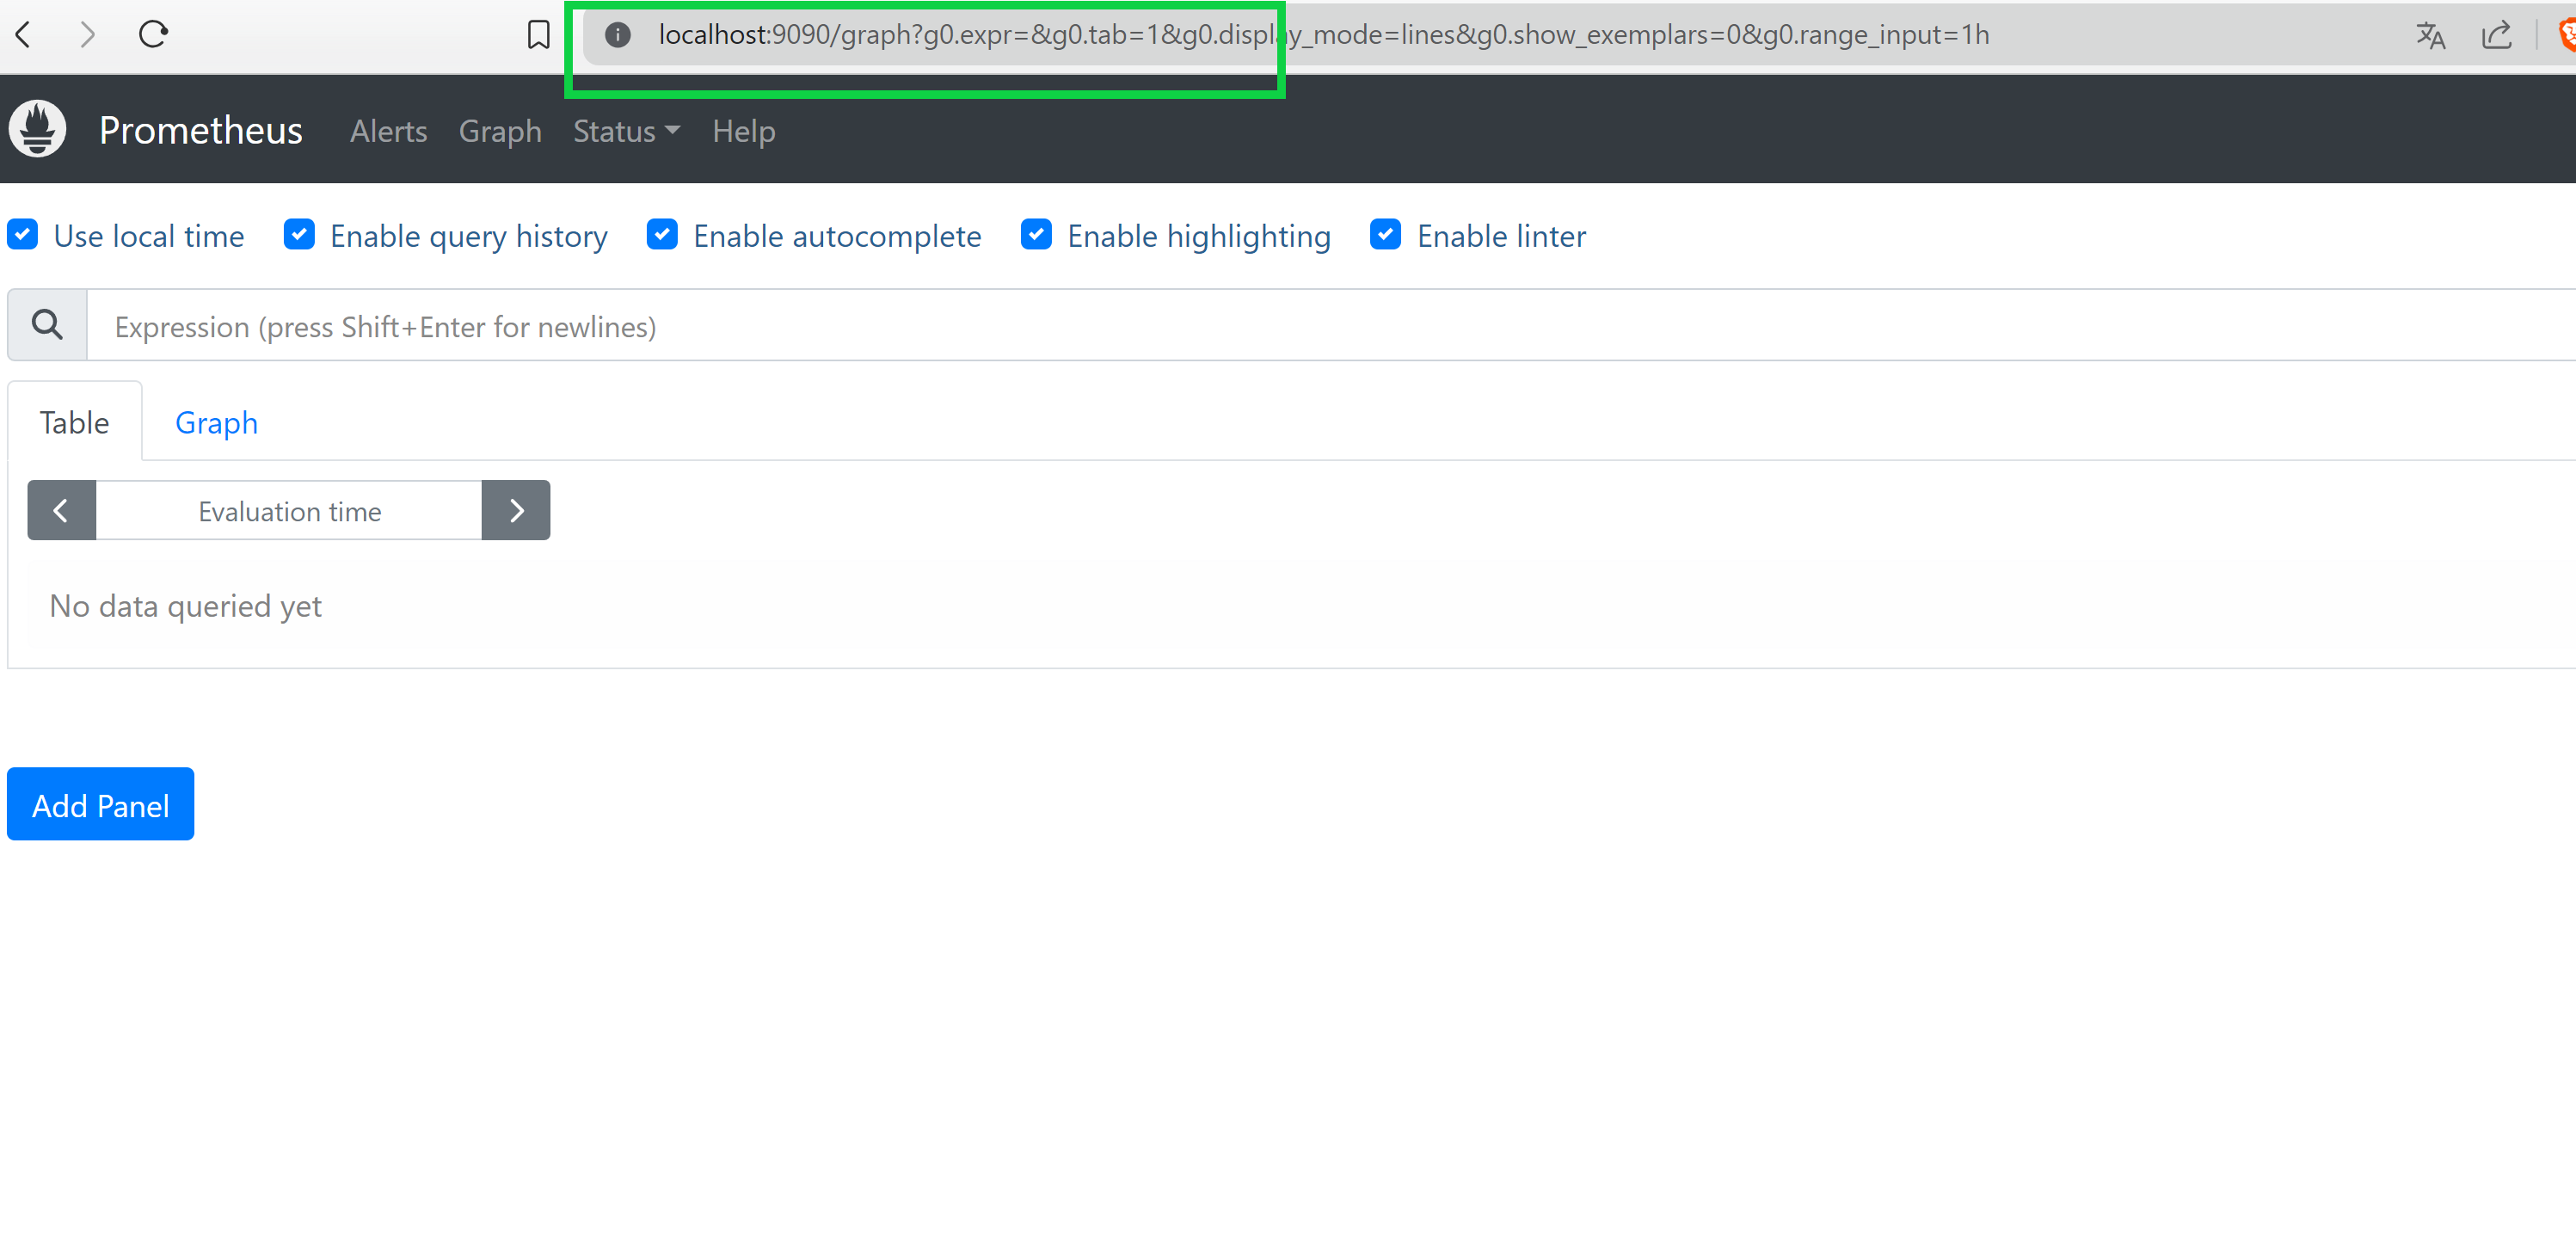 localhost:9090/graph?g0.expr=&g0.tab=1&g0.display_mode=lines&g0.show_exemplars=0&g0.range_input=1h
Prometheus Alerts Graph Status Help
Use local time Enable query history Enable autocomplete Enable highlighting Enable linter
Expression (press Shift+Enter for newlines)
Table Graph
Evaluation time
No data queried yet
Add Panel